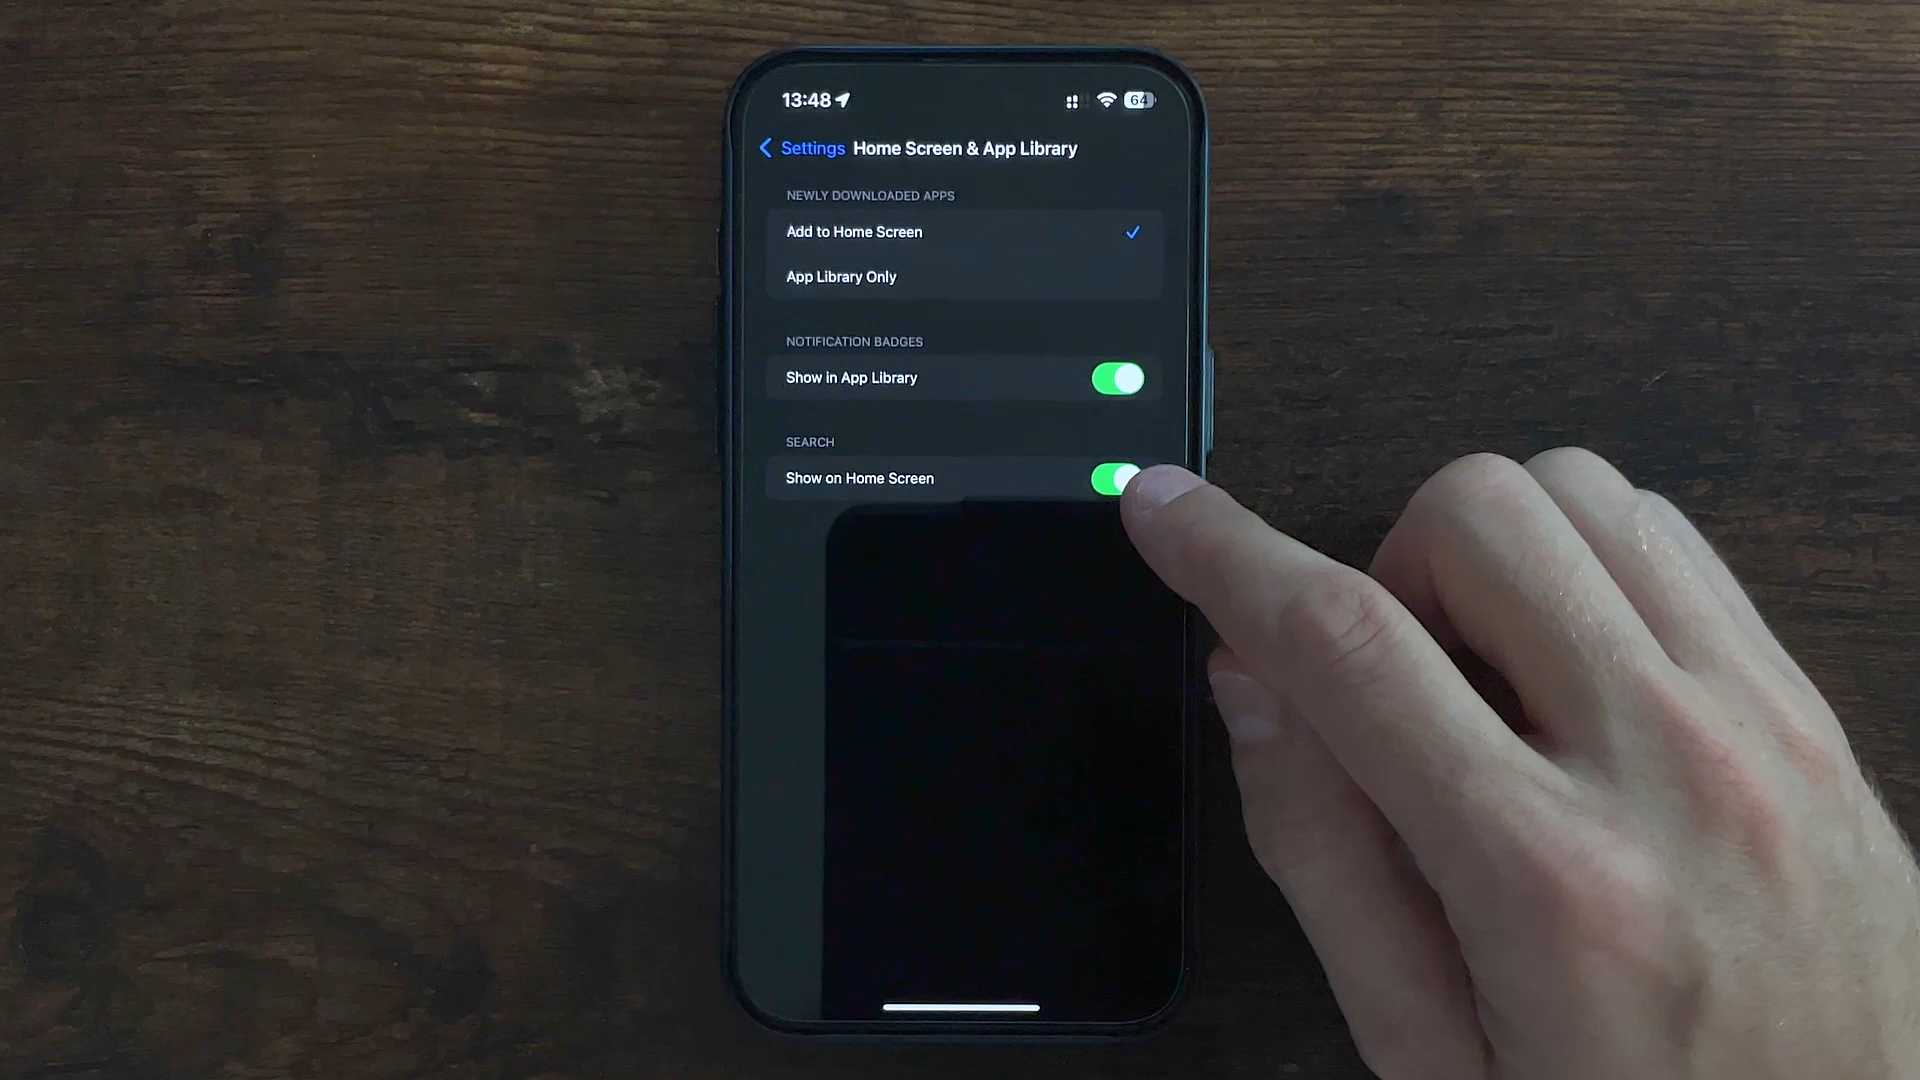 13:48
64
Settings Home Screen & App Library
NEWLY DOWNLOADED APPS
Add to Home Screen
App Library Only
NOTIFICATION BADGES
Show in App Library
SEARCH
Show on Home Screen